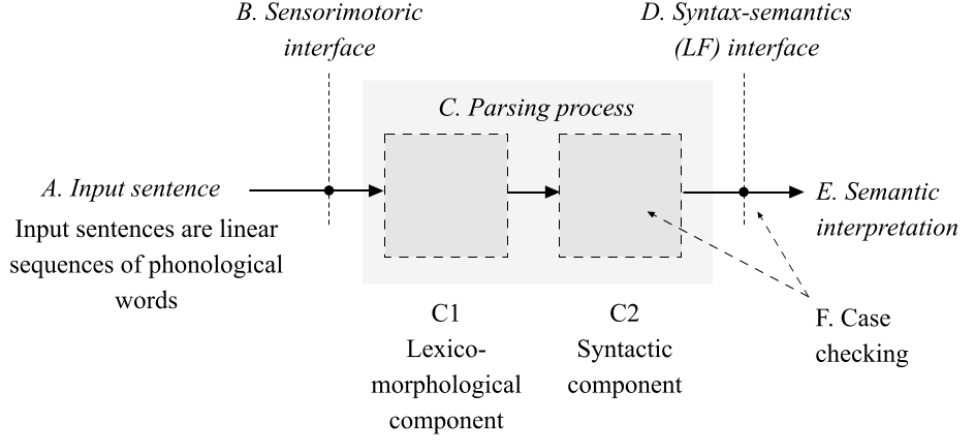 B. Sensorimotoric
interface
D. Syntax-semantics
(LF) interface
C. Parsing process
A. Input sentence
Input sentences are linear
sequences of phonological
words
E. Semantic
interpretation
C1
Lexico-
morphological
component
C2
Syntactic
component
F. Case
checking